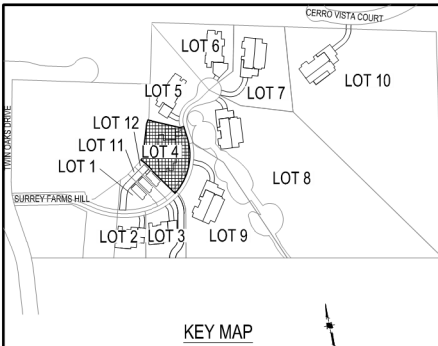 CERRO VISTA COURT
LOT 6
LOT 10
LOT 5
LOT 7
TWIN OAKS DRIVE
LOT 12
LOT 11
LOT 4
LOT 1
LOT 8
SURREY FARMS HILL
LOT 2
LOT 3
LOT 9
KEY MAP